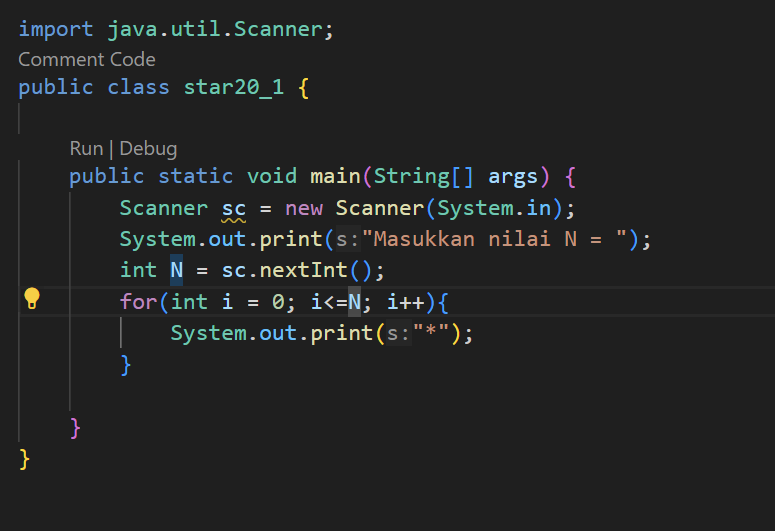 import java.util.Scanner;
Comment Code
public class star20_1 {
Run | Debug
public static void main(String[] args) {
Scanner sc = new Scanner(System.in);
System.out.print(s:"Masukkan nilai N = ");
int N = sc.nextInt();
for(int i = 0; i<=N; i++){
System.out.print(s:"*");
}
}
}